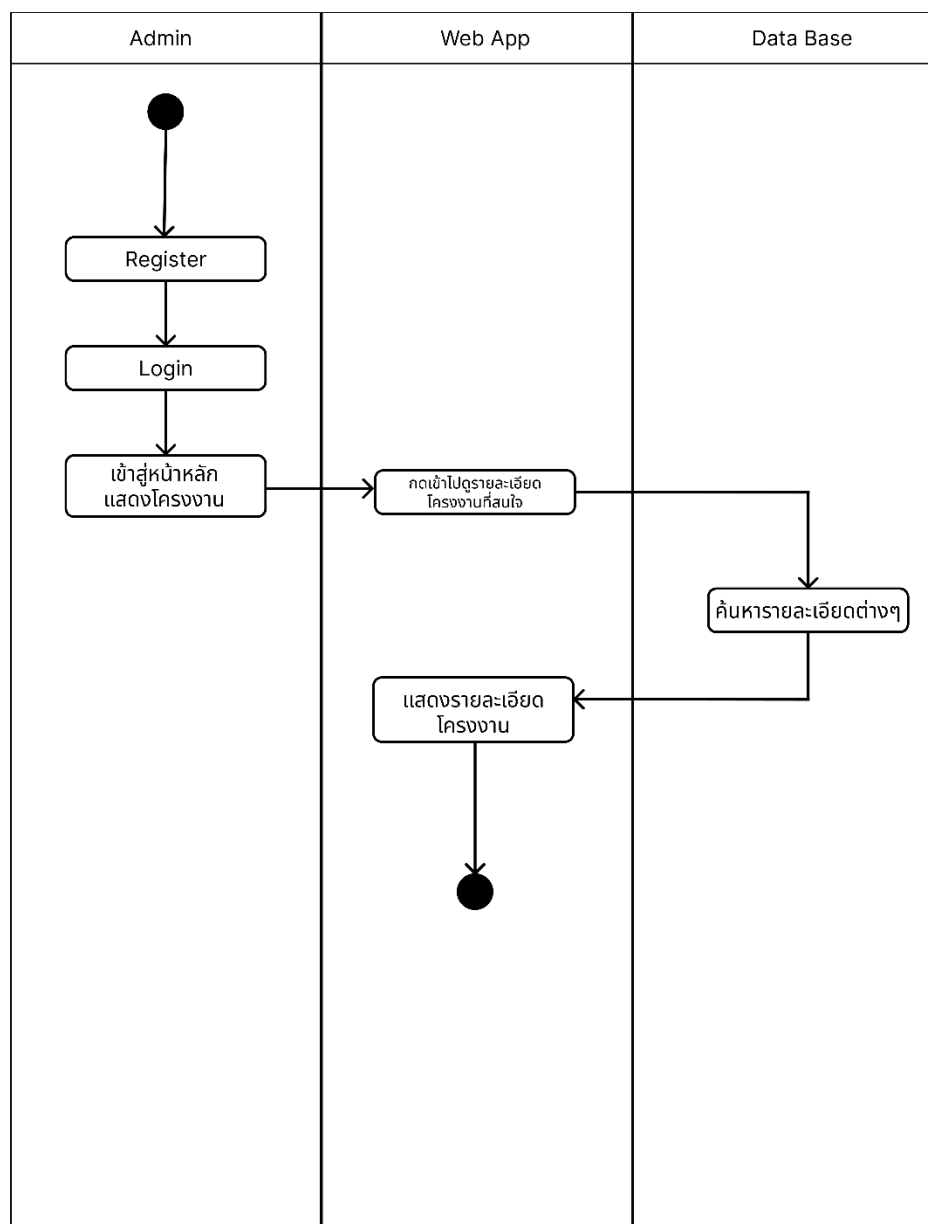 Admin
Web App
Data Base
Register
Login
เข้าสู่หน้าหลัก
แสดงโครงงาน
กดเข้าไปดูรายละเอียด
โครงงานที่สนใจ
ค้นหารายละเอียดต่างๆ
แสดงรายละเอียด
โครงงาน